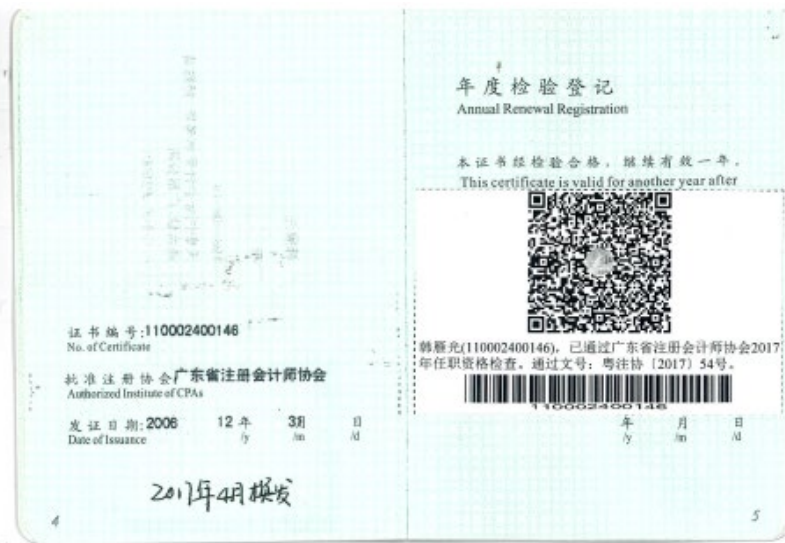 证书编号:110002400146
No. of Certificate
批准注册协会广东省注册会计师协会
Authorized Institute of CPAs
发证日期:2006 12年 3月 日
Date of Issuance /y /m /d
2017年4月换发
4
年度检验登记
Annual Renewal Registration
本证书经检验合格，继续有效一年。
This certificate is valid for another year after
韩雁光(110002400146)，已通过广东省注册会计师协会2017
年任职资格检查。通过文号：粤注协〔2017〕54号。
110002400146
年 月 日
/y /m /d
5